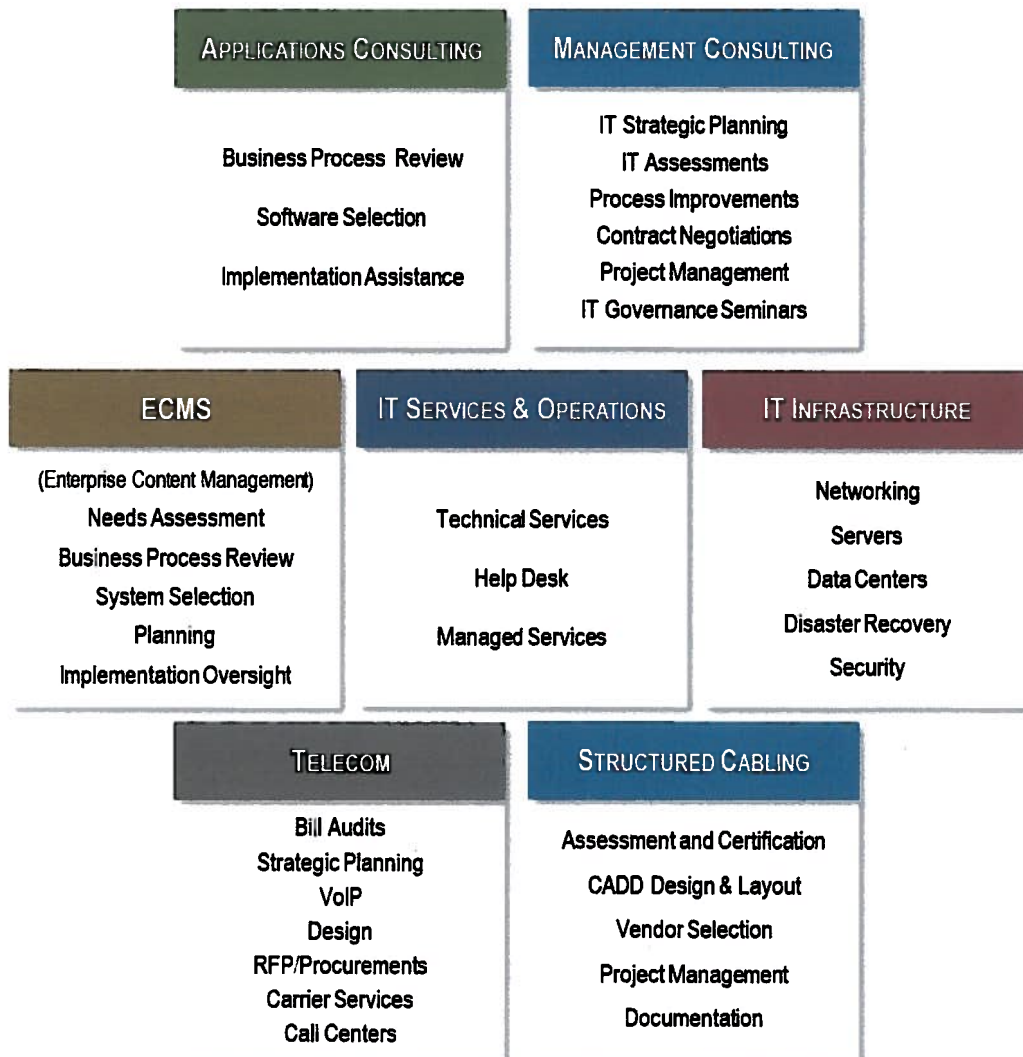 APPLICATIONS CONSULTING
Business Process Review
Software Selection
Implementation Assistance
MANAGEMENT CONSULTING
IT Strategic Planning
IT Assessments
Process Improvements
Contract Negotiations
Project Management
IT Governance Seminars
ECMS
(Enterprise Content Management)
Needs Assessment
Business Process Review
System Selection
Planning
Implementation Oversight
IT SERVICES & OPERATIONS
Technical Services
Help Desk
Managed Services
IT INFRASTRUCTURE
Networking
Servers
Data Centers
Disaster Recovery
Security
TELECOM
Bill Audits
Strategic Planning
VoIP
Design
RFP/Procurements
Carrier Services
Call Centers
STRUCTURED CABLING
Assessment and Certification
CADD Design & Layout
Vendor Selection
Project Management
Documentation